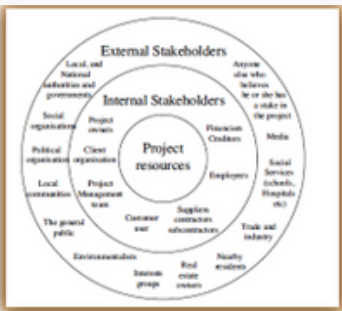 External Stakeholders
Local, and
National
authorities and
governments
Anyone
else who
believes
he or she has
a stake in
the project
Internal Stakeholders
Social
organisations
Project
owners
Financiers
Creditors
Media
Political
organisation
Client
organisation
Project
resources
Social
Services
(schools,
Hospitals
etc)
Local
communities
Project
Management
team
Employees
The general
public
Customer
user
Suppliers
contractors
subcontractors
Trade and
industry
Environmentalists
Interests
groups
Real
estate
owners
Nearby
residents